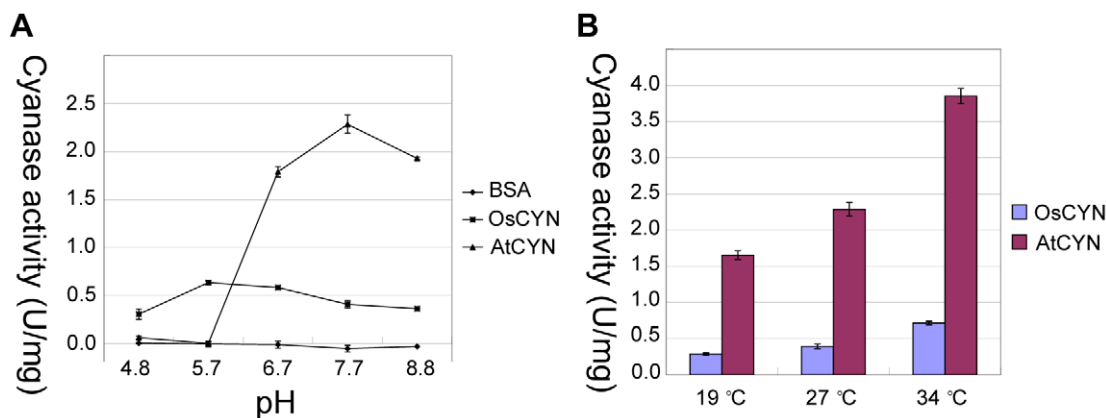 A
Cyanase activity (U/mg)
2.5
2.0
1.5
1.0
0.5
0.0
4.8 5.7 6.7 7.7 8.8
pH
BSA
OsCYN
AtCYN
B
Cyanase activity (U/mg)
4.0
3.5
3.0
2.5
2.0
1.5
1.0
0.5
0.0
19 °C 27 °C 34 °C
OsCYN
AtCYN